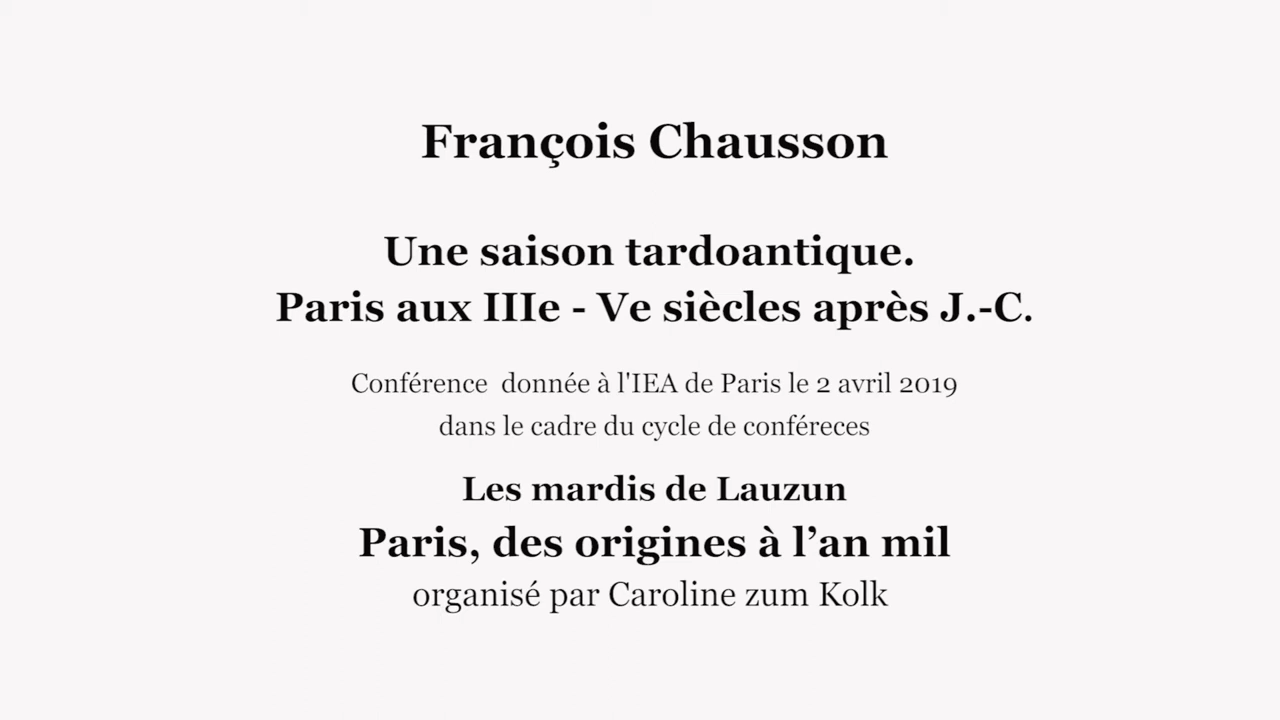 François Chausson
Une saison tardoantique.
Paris aux IIIe - Ve siècles après J.-C.
Conférence donnée à l'IEA de Paris le 2 avril 2019
dans le cadre du cycle de conféreces
Les mardis de Lauzun
Paris, des origines à l’an mil
organisé par Caroline zum Kolk